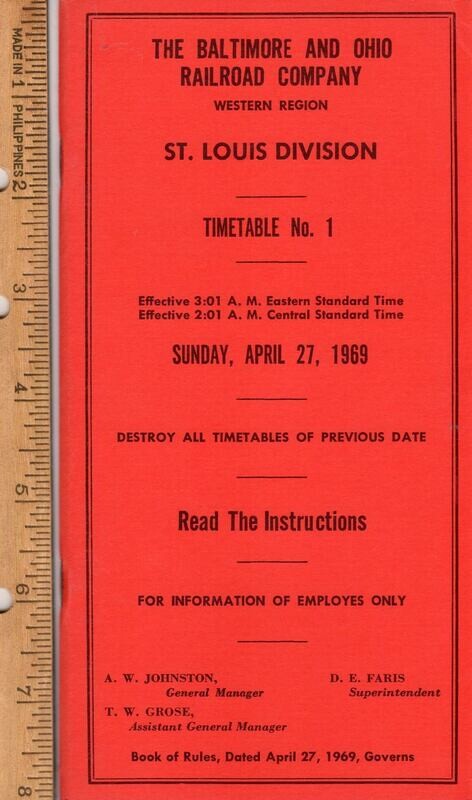 THE BALTIMORE AND OHIO
RAILROAD COMPANY
WESTERN REGION
ST. LOUIS DIVISION
TIMETABLE No. 1
Effective 3:01 A. M. Eastern Standard Time
Effective 2:01 A. M. Central Standard Time
SUNDAY, APRIL 27, 1969
DESTROY ALL TIMETABLES OF PREVIOUS DATE
Read The Instructions
FOR INFORMATION OF EMPLOYES ONLY
A. W. JOHNSTON,
General Manager
D. E. FARIS
Superintendent
T. W. GROSE,
Assistant General Manager
Book of Rules, Dated April 27, 1969, Governs
MADE IN PHILIPPINES
1
2
3
4
5
6
7
8